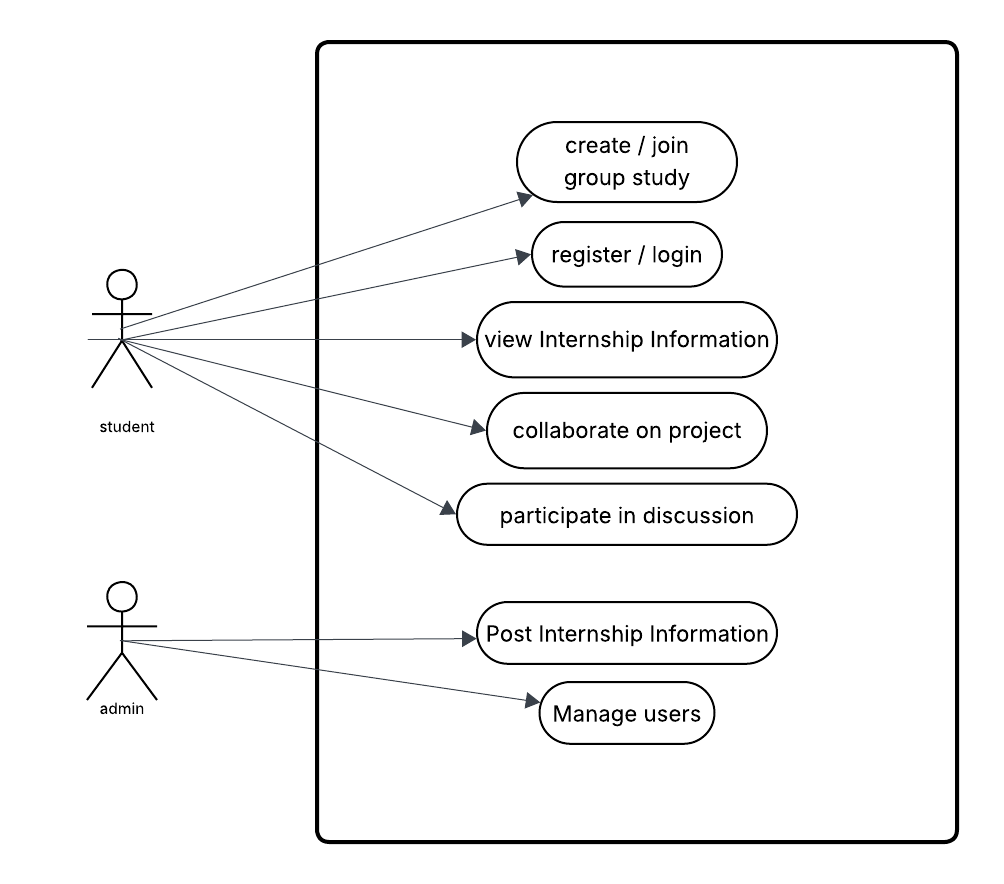 create / join
group study
register / login
view Internship Information
collaborate on project
student
participate in discussion
Post Internship Information
admin
Manage users